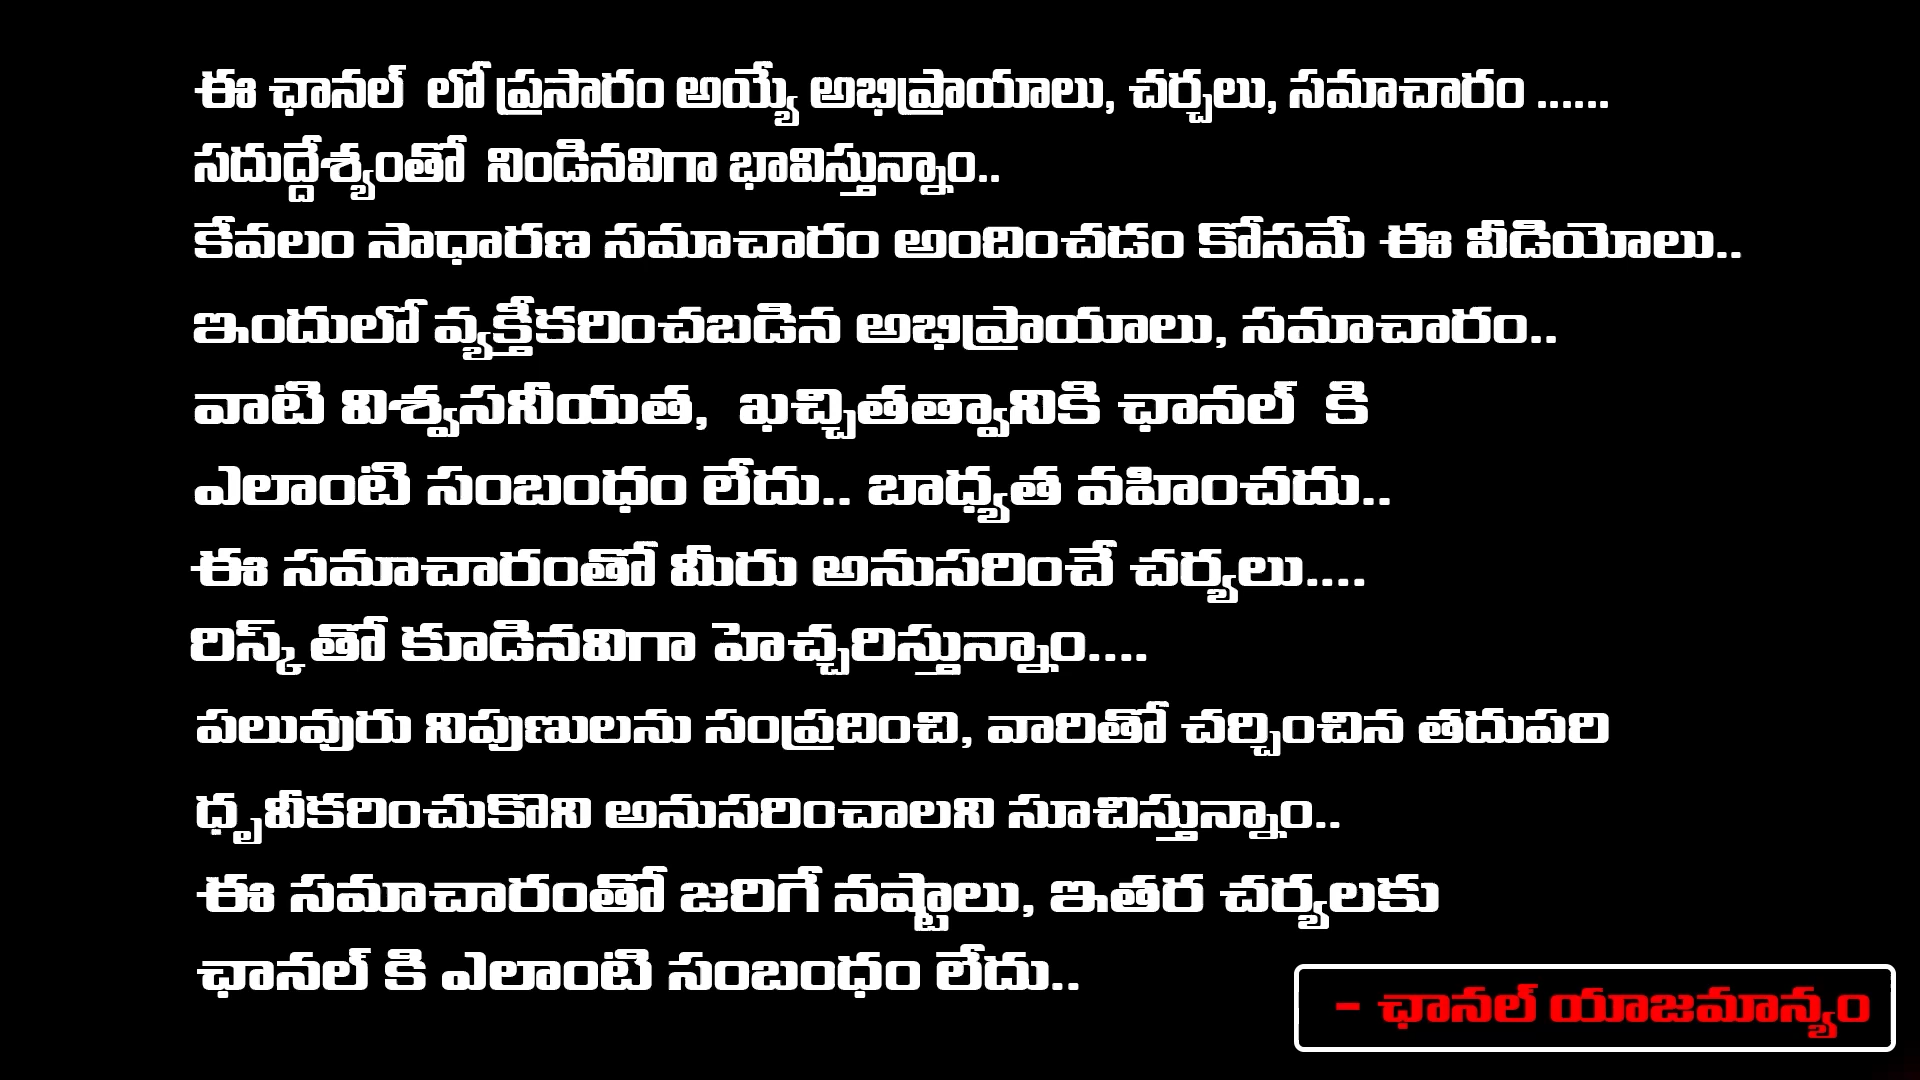 ఈ ఛానల్ లో ప్రసారం అయ్యే అభిప్రాయాలు, చర్చలు, సమాచారం ......
సదుద్దేశ్యంతో నిండినవిగా భావిస్తున్నాం..
కేవలం సాధారణ సమాచారం అందించడం కోసమే ఈ వీడియోలు..
ఇందులో వ్యక్తీకరించబడిన అభిప్రాయాలు, సమాచారం..
వాటి విశ్వసనీయత, ఖచ్చితత్వానికి ఛానల్ కి
ఎలాంటి సంబంధం లేదు.. బాధ్యత వహించదు..
ఈ సమాచారంతో మీరు అనుసరించే చర్యలు....
రిస్క్ తో కూడినవిగా హెచ్చరిస్తున్నాం....
పలువురు నిపుణులను సంప్రదించి, వారితో చర్చించిన తదుపరి
ధృవీకరించుకొని అనుసరించాలని సూచిస్తున్నాం..
ఈ సమాచారంతో జరిగే నష్టాలు, ఇతర చర్యలకు
ఛానల్ కి ఎలాంటి సంబంధం లేదు..
- ఛానల్ యాజమాన్యం